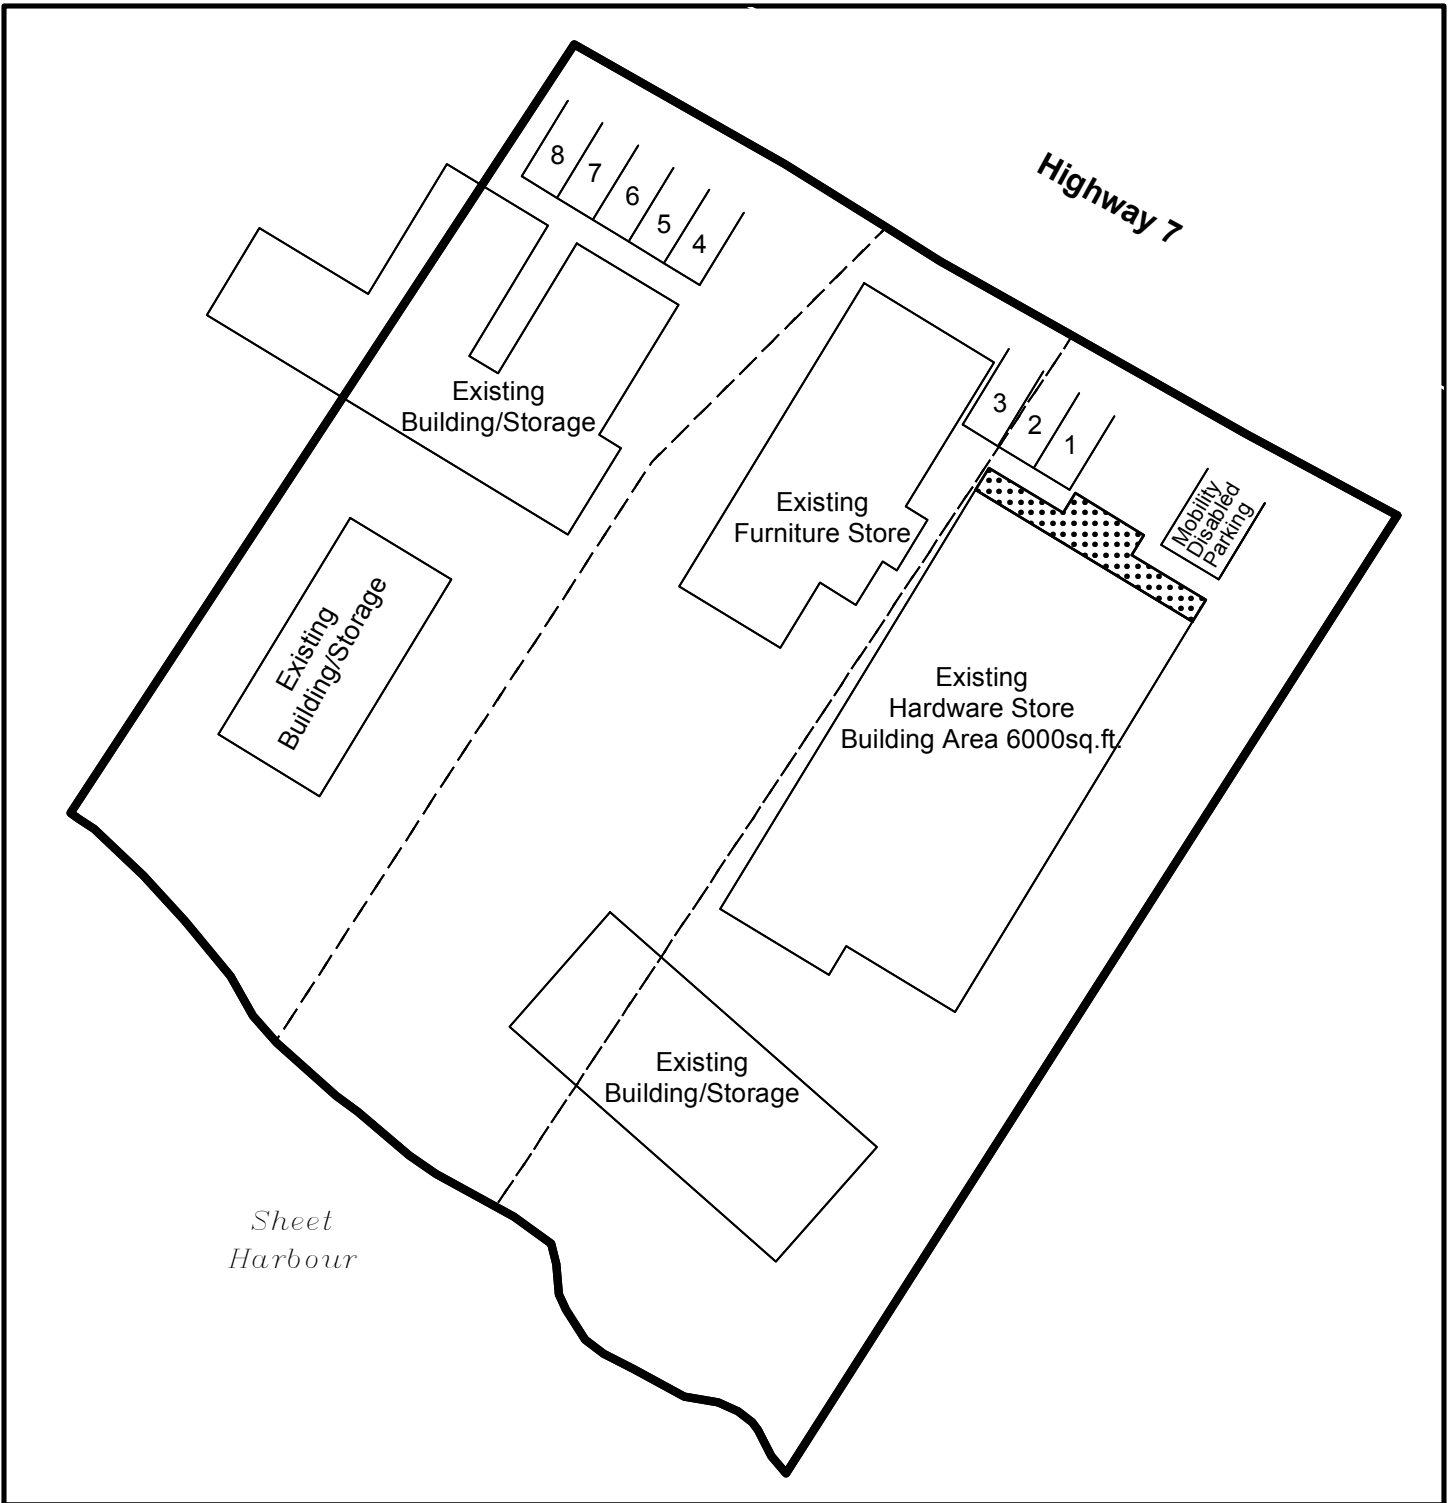 Highway 7
8
7
6
5
4
3
2
1
Mobility
Disabled
Parking
Existing
Building/Storage
Existing
Furniture Store
Existing
Building/Storage
Existing
Hardware Store
Building Area 6000sq.ft.
Existing
Building/Storage
Sheet
Harbour